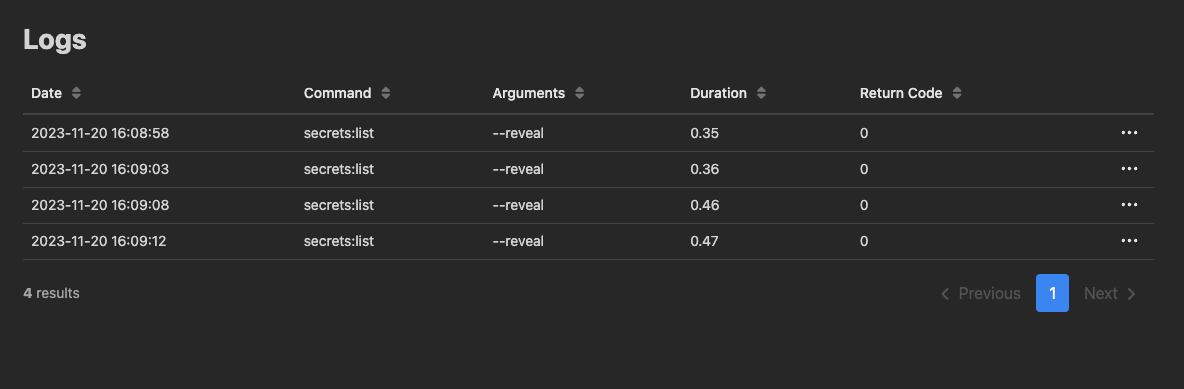 Logs
Date Command Arguments Duration Return Code
2023-11-20 16:08:58 secrets:list --reveal 0.35 0 ...
2023-11-20 16:09:03 secrets:list --reveal 0.36 0 ...
2023-11-20 16:09:08 secrets:list --reveal 0.46 0 ...
2023-11-20 16:09:12 secrets:list --reveal 0.47 0 ...
4 results Previous 1 Next